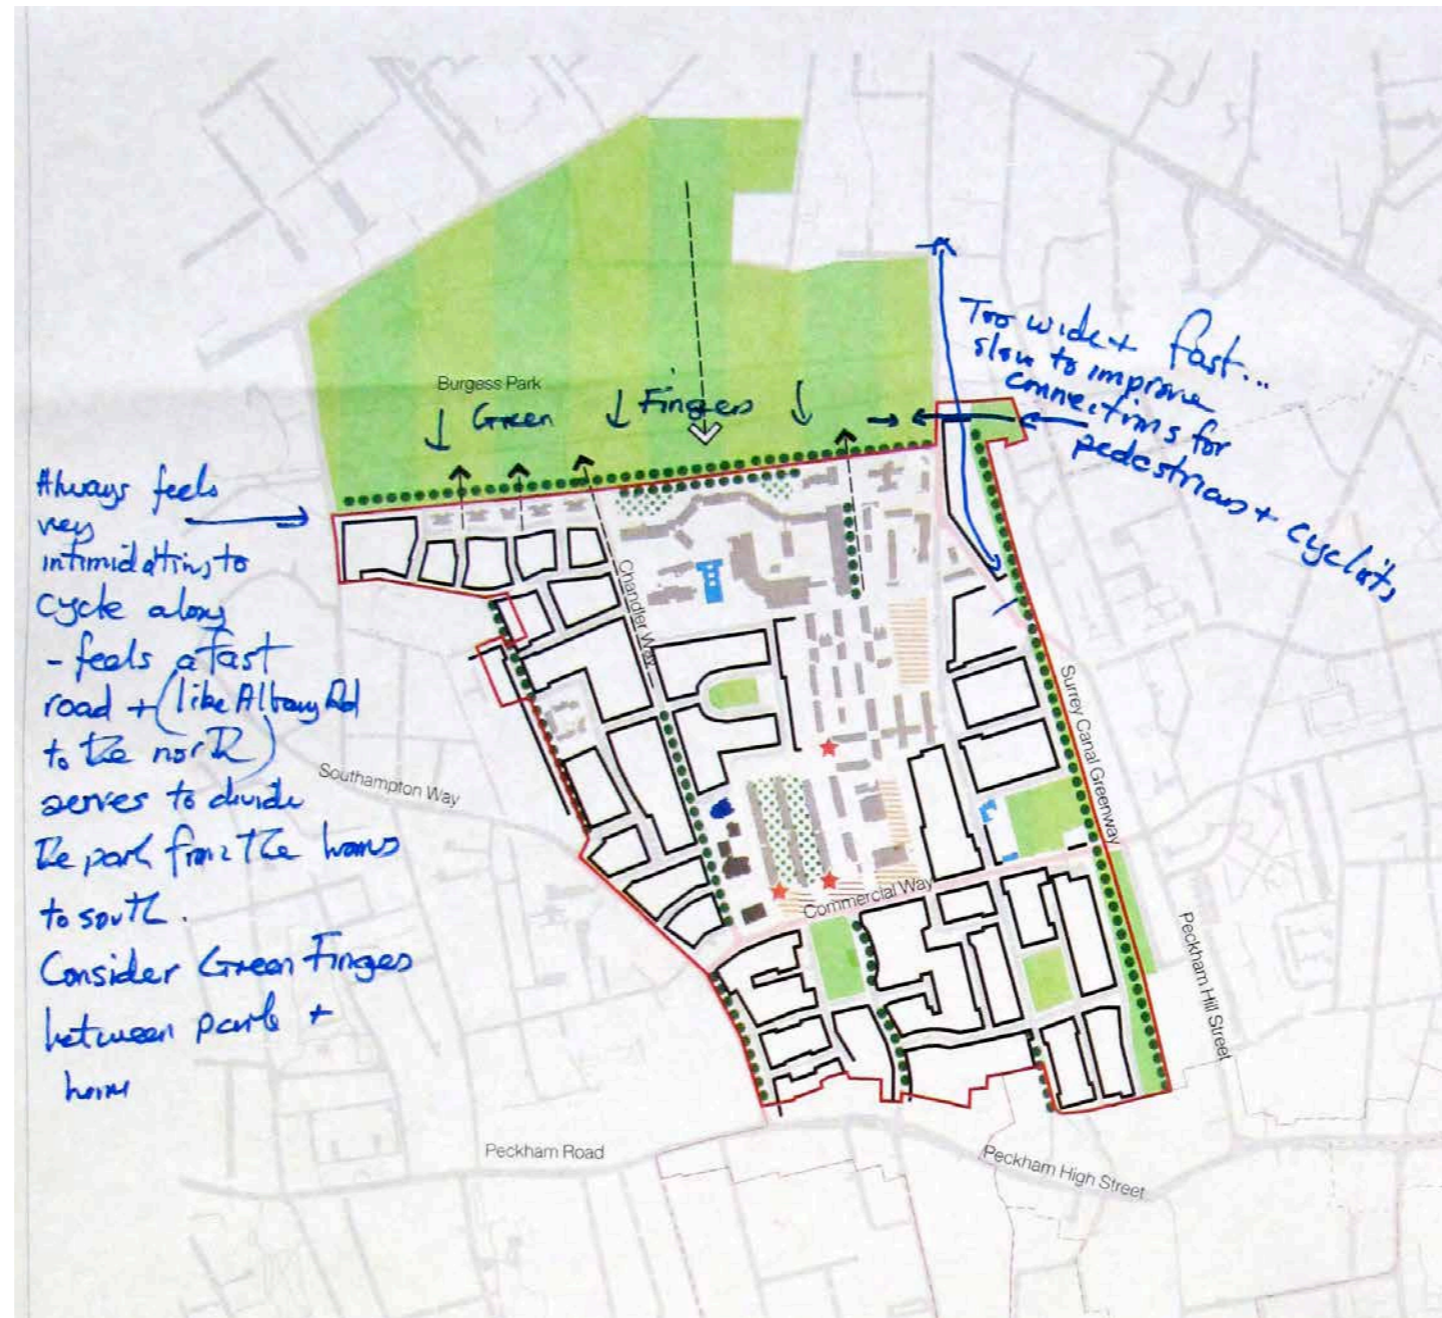 Burgess Park
Green Fingers
Too wide + fast...
slow to improve
connections for
pedestrians + cyclists
Always feels
very
intimidating to
cycle along
- feels a fast
road + (like Albany Rd
to the north)
serves to divide
the park from the homes
to south.
Consider Green Fingers
between park +
home
Chandler Way
Southampton Way
Surrey Canal Greenway
Commercial Way
Peckham Hill Street
Peckham Road
Peckham High Street